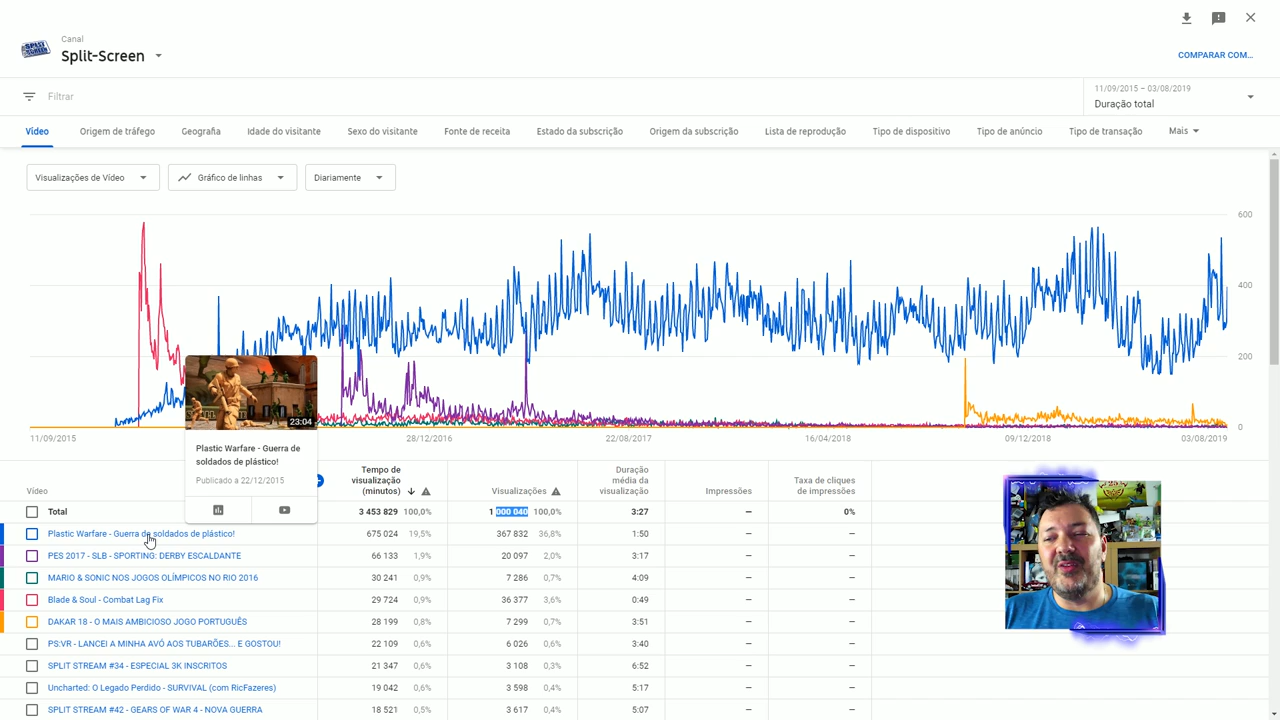 Canal
SPLIT SCREEN
Split-Screen
COMPARAR COM...
Filtrar
11/09/2015 – 03/08/2019
Duração total
Vídeo
Origem de tráfego
Geografia
Idade do visitante
Sexo do visitante
Fonte de receita
Estado da subscrição
Origem da subscrição
Lista de reprodução
Tipo de dispositivo
Tipo de anúncio
Tipo de transação
Mais
Visualizações de Vídeo
Gráfico de linhas
Diariamente
600
400
200
0
23:04
Plastic Warfare - Guerra de
soldados de plástico!
Publicado a 22/12/2015
11/09/2015
28/12/2016
22/08/2017
16/04/2018
09/12/2018
03/08/2019
Vídeo
Tempo de
visualização
(minutos)
Visualizações
Duração
média da
visualização
Impressões
Taxa de cliques
de impressões
Total 3 453 829 100,0% 1 000 040 100,0% 3:27 — 0%
Plastic Warfare - Guerra de soldados de plástico! 675 024 19,5% 367 832 36,8% 1:50 — —
PES 2017 - SLB - SPORTING: DERBY ESCALDANTE 66 133 1,9% 20 097 2,0% 3:17 — —
MARIO & SONIC NOS JOGOS OLÍMPICOS NO RIO 2016 30 241 0,9% 7 286 0,7% 4:09 — —
Blade & Soul - Combat Lag Fix 29 724 0,9% 36 377 3,6% 0:49 — —
DAKAR 18 - O MAIS AMBICIOSO JOGO PORTUGUÊS 28 199 0,8% 7 299 0,7% 3:51 — —
PS:VR - LANCEI A MINHA AVÓ AOS TUBARÕES... E GOSTOU! 22 109 0,6% 6 026 0,6% 3:40 — —
SPLIT STREAM #34 - ESPECIAL 3K INSCRITOS 21 347 0,6% 3 108 0,3% 6:52 — —
Uncharted: O Legado Perdido - SURVIVAL (com RicFazeres) 19 042 0,6% 3 598 0,4% 5:17 — —
SPLIT STREAM #42 - GEARS OF WAR 4 - NOVA GUERRA 18 521 0,5% 3 617 0,4% 5:07 — —